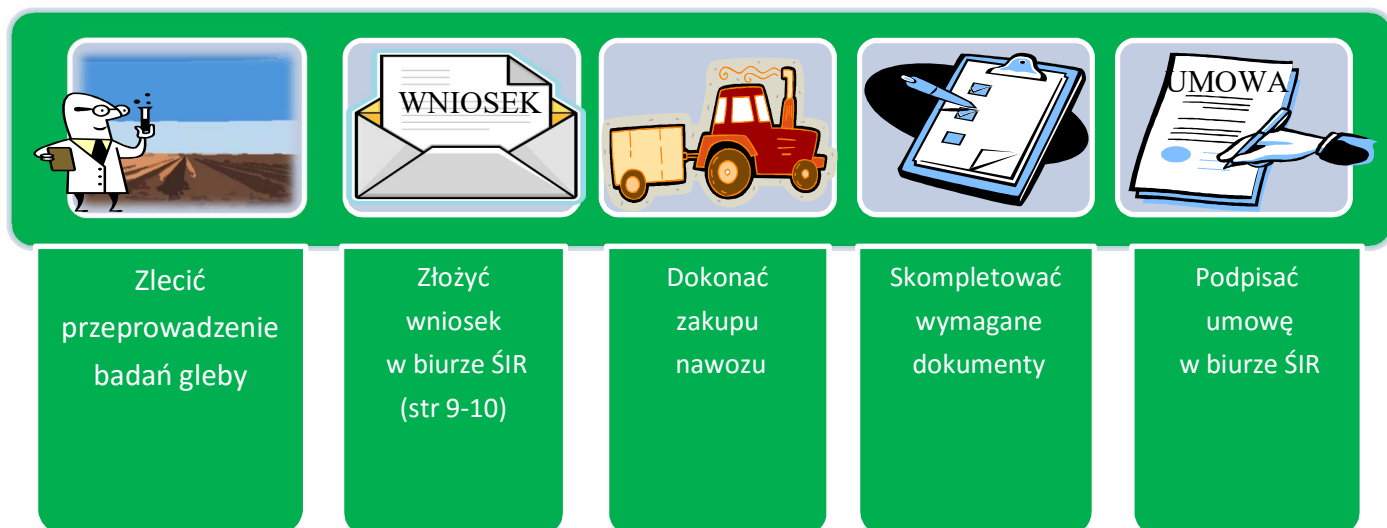 WNIOSEK
UMOWA
Zlecić
przeprowadzenie
badań gleby
Złożyć
wniosek
w biurze ŚIR
(str 9-10)
Dokonać
zakupu
nawozu
Skompletować
wymagane
dokumenty
Podpisać
umowę
w biurze ŚIR